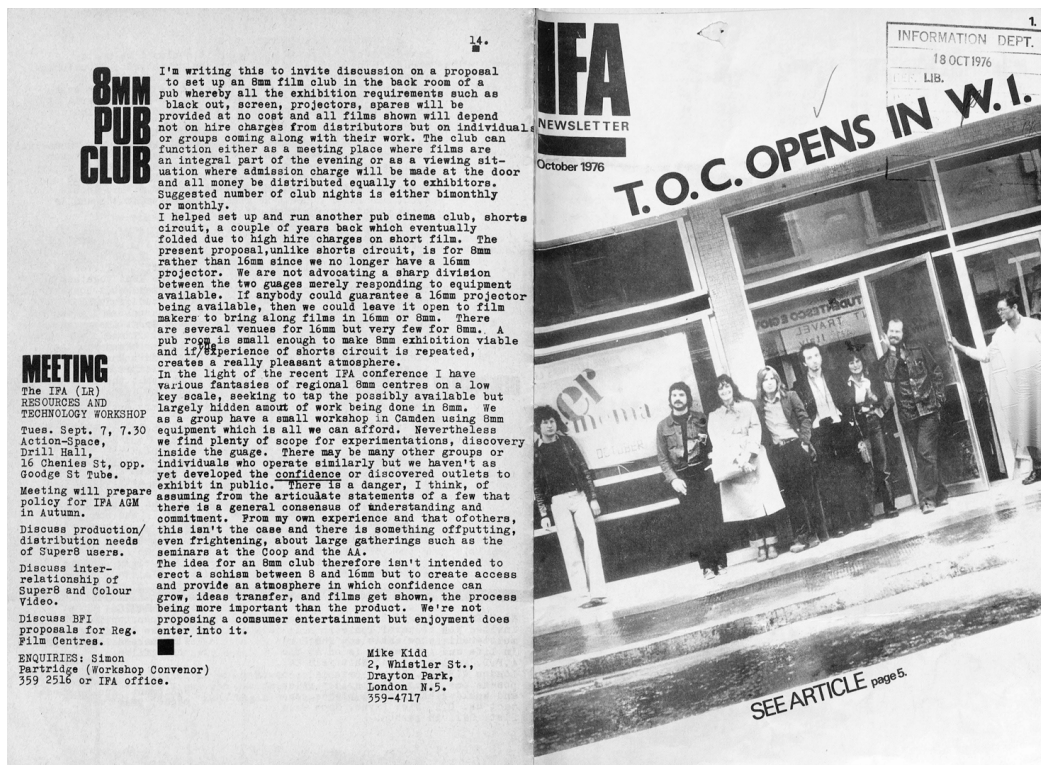 14.
8MM
PUB
CLUB
I'm writing this to invite discussion on a proposal
to set up an 8mm film club in the back room of a
pub whereby all the exhibition requirements such as
black out, screen, projectors, spares will be
provided at no cost and all films shown will depend
not on hire charges from distributors but on individuals
or groups coming along with their work. The club can
function either as a meeting place where films are
an integral part of the evening or as a viewing sit-
uation where admission charge will be made at the door
and all money be distributed equally to exhibitors.
Suggested number of club nights is either bimonthly
or monthly.
I helped set up and run another pub cinema club, shorts
circuit, a couple of years back which eventually
folded due to high hire charges on short film. The
present proposal,unlike shorts circuit, is for 8mm
rather than 16mm since we no longer have a 16mm
projector. We are not advocating a sharp division
between the two guages merely responding to equipment
available. If anybody could guarantee a 16mm projector
being available, then we could leave it open to film
makers to bring along films in 16mm or 8mm. There
are several venues for 16mm but very few for 8mm. A
pub room is small enough to make 8mm exhibition viable
and if/the experience of shorts circuit is repeated,
creates a really pleasant atmosphere.
In the light of the recent IFA conference I have
various fantasies of regional 8mm centres on a low
key scale, seeking to tap the possibly available but
largely hidden amout of work being done in 8mm. We
as a group have a small workshop in Camden using 8mm
equipment which is all we can afford. Nevertheless
we find plenty of scope for experimentations, discovery
inside the guage. There may be many other groups or
individuals who operate similarly but we haven't as
yet developed the confidence or discovered outlets to
exhibit in public. There is a danger, I think, of
assuming from the articulate statements of a few that
there is a general consensus of understanding and
commitment. From my own experience and that ofothers,
this isn't the case and there is something offputting,
even frightening, about large gatherings such as the
seminars at the Coop and the AA.
The idea for an 8mm club therefore isn't intended to
erect a schism between 8 and 16mm but to create access
and provide an atmosphere in which confidence can
grow, ideas transfer, and films get shown, the process
being more important than the product. We're not
proposing a comsumer entertainment but enjoyment does
enter into it.
Mike Kidd
2, Whistler St.,
Drayton Park,
London N.5.
359-4717
MEETING
The IFA (LR)
RESOURCES AND
TECHNOLOGY WORKSHOP
Tues. Sept. 7, 7.30
Action-Space,
Drill Hall,
16 Chenies St, opp.
Goodge St Tube.
Meeting will prepare
policy for IFA AGM
in Autumn.
Discuss production/
distribution needs
of Super8 users.
Discuss inter-
relationship of
Super8 and Colour
Video.
Discuss BFI
proposals for Reg.
Film Centres.
ENQUIRIES: Simon
Partridge (Workshop Convenor)
359 2516 or IFA office.
1.
IFA
NEWSLETTER
October 1976
INFORMATION DEPT.
18 OCT 1976
LIB.
T.O.C. OPENS IN W.I.
TRAVEL
er
nema
OCTOBER
SEE ARTICLE page 5.